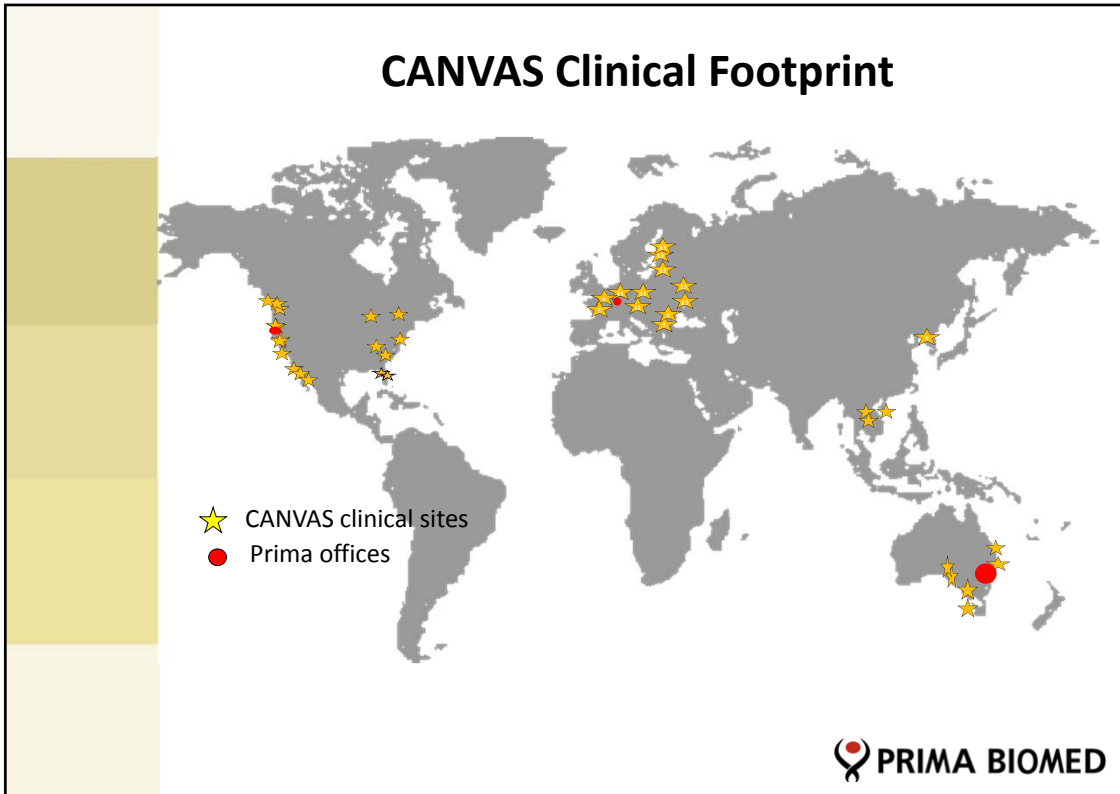 CANVAS Clinical Footprint
CANVAS clinical sites
Prima offices
PRIMA BIOMED